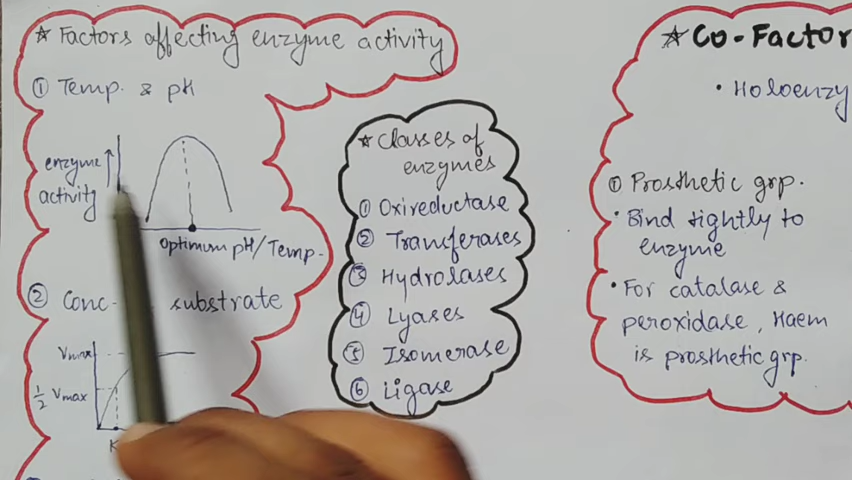 * Factors affecting enzyme activity
① Temp. & pH
enzyme
activity
Optimum pH/Temp.
② Conc- substrate
Vmax
½ Vmax
K
* Classes of
enzymes
① Oxireductase
② Transferases
③ Hydrolases
④ Lyases
⑤ Isomerase
⑥ Ligase
* Co-Factor
• Holoenzy
① Prosthetic grp.
• Bind tightly to
enzyme
• For catalase &
peroxidase, Haem
is prosthetic grp.